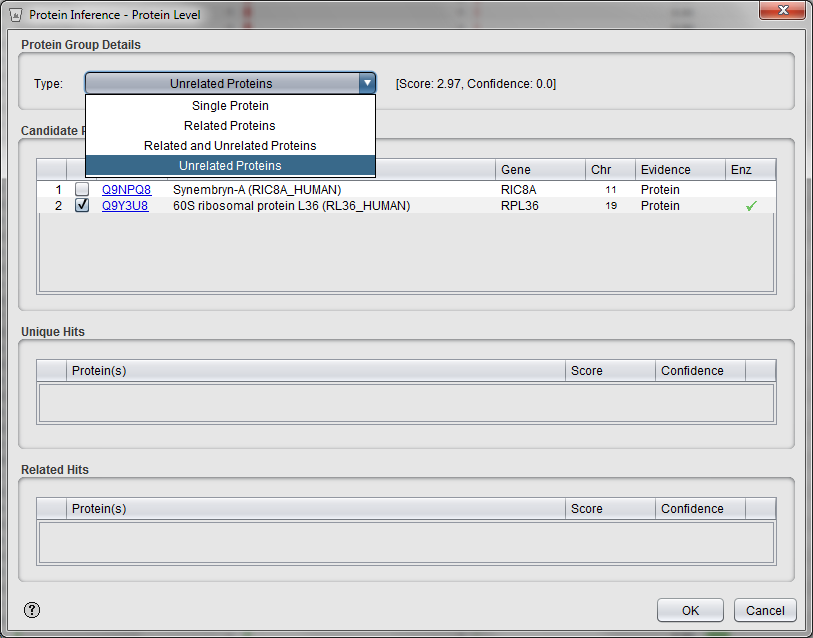 Protein Inference - Protein Level
Protein Group Details
Type: Unrelated Proteins [Score: 2.97, Confidence: 0.0]
Single Protein
Related Proteins
Related and Unrelated Proteins
Unrelated Proteins
Candidate
Gene Chr Evidence Enz
1 Q9NPQ8 Synembryn-A (RIC8A_HUMAN) RIC8A 11 Protein
2 Q9Y3U8 60S ribosomal protein L36 (RL36_HUMAN) RPL36 19 Protein
Unique Hits
Protein(s) Score Confidence
Related Hits
Protein(s) Score Confidence
? OK Cancel